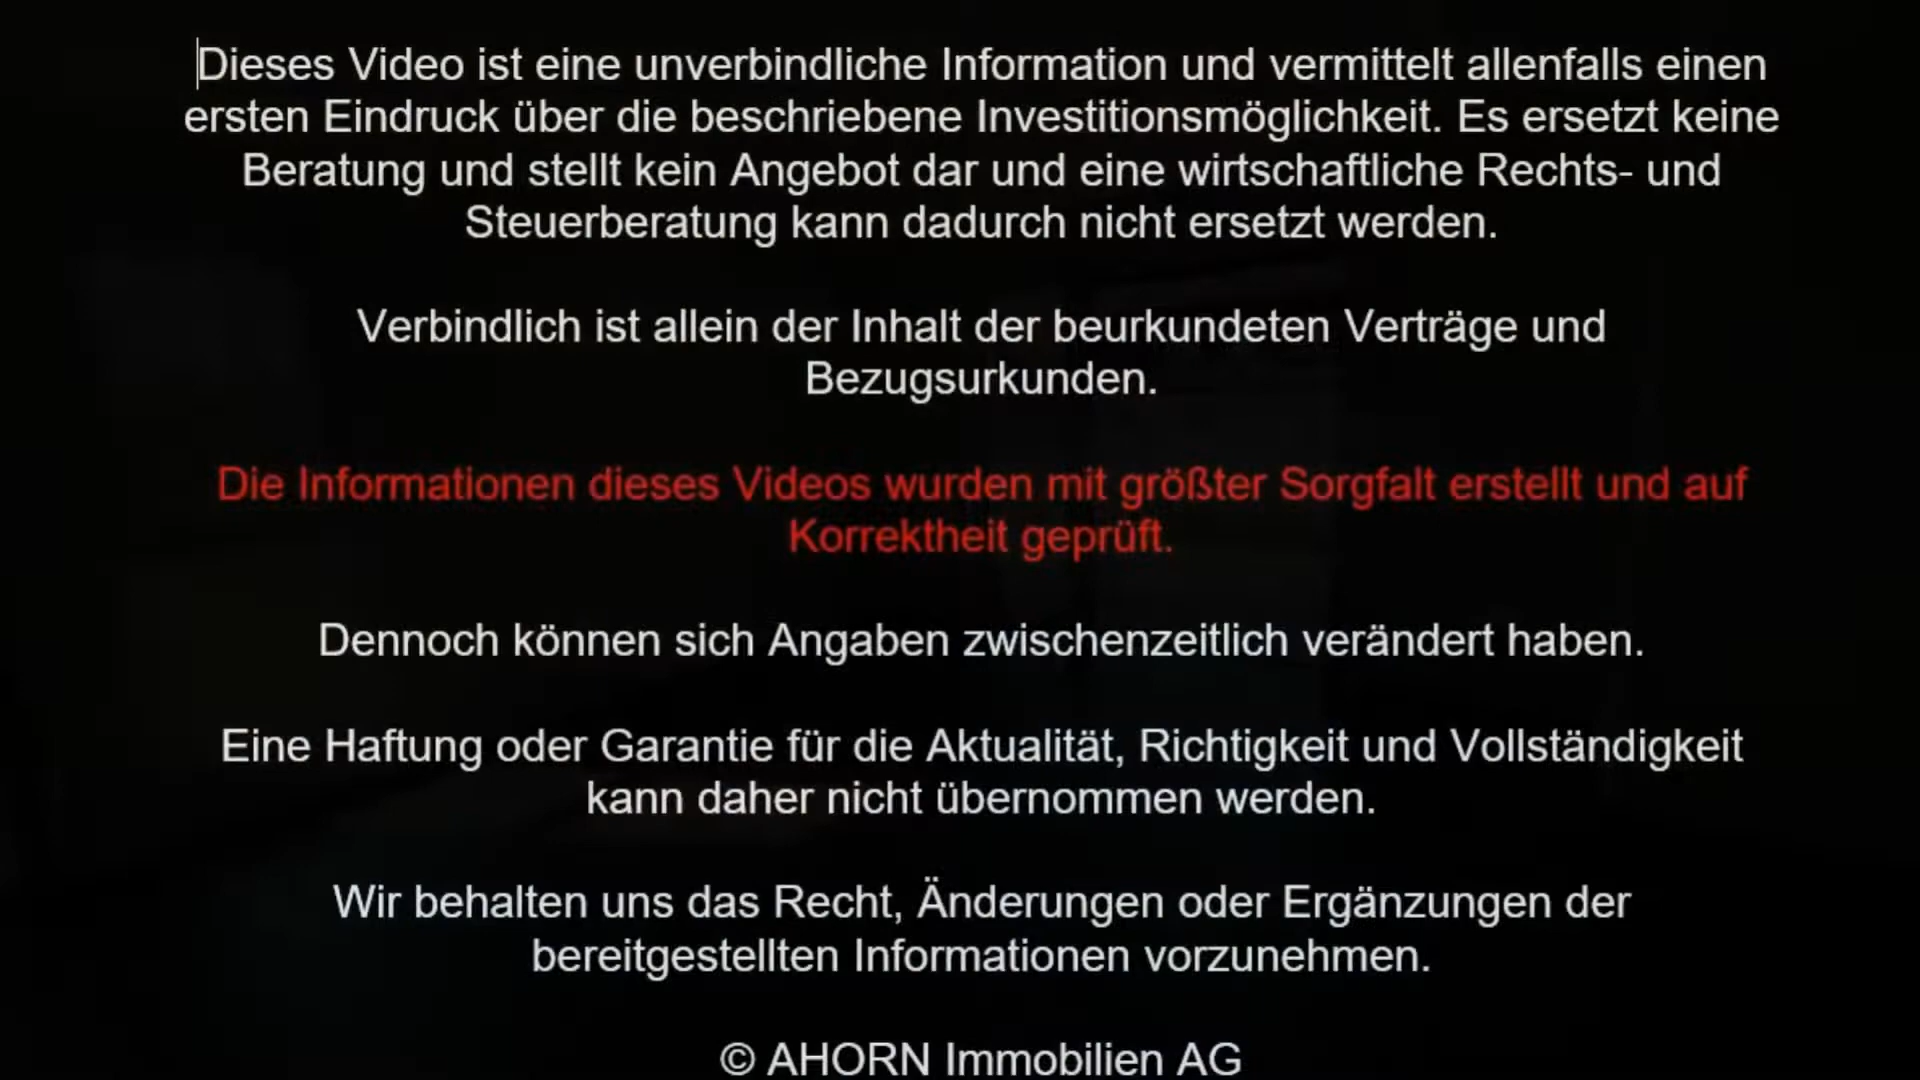 Dieses Video ist eine unverbindliche Information und vermittelt allenfalls einen
ersten Eindruck über die beschriebene Investitionsmöglichkeit. Es ersetzt keine
Beratung und stellt kein Angebot dar und eine wirtschaftliche Rechts- und
Steuerberatung kann dadurch nicht ersetzt werden.
Verbindlich ist allein der Inhalt der beurkundeten Verträge und
Bezugsurkunden.
Die Informationen dieses Videos wurden mit größter Sorgfalt erstellt und auf
Korrektheit geprüft.
Dennoch können sich Angaben zwischenzeitlich verändert haben.
Eine Haftung oder Garantie für die Aktualität, Richtigkeit und Vollständigkeit
kann daher nicht übernommen werden.
Wir behalten uns das Recht, Änderungen oder Ergänzungen der
bereitgestellten Informationen vorzunehmen.
© AHORN Immobilien AG